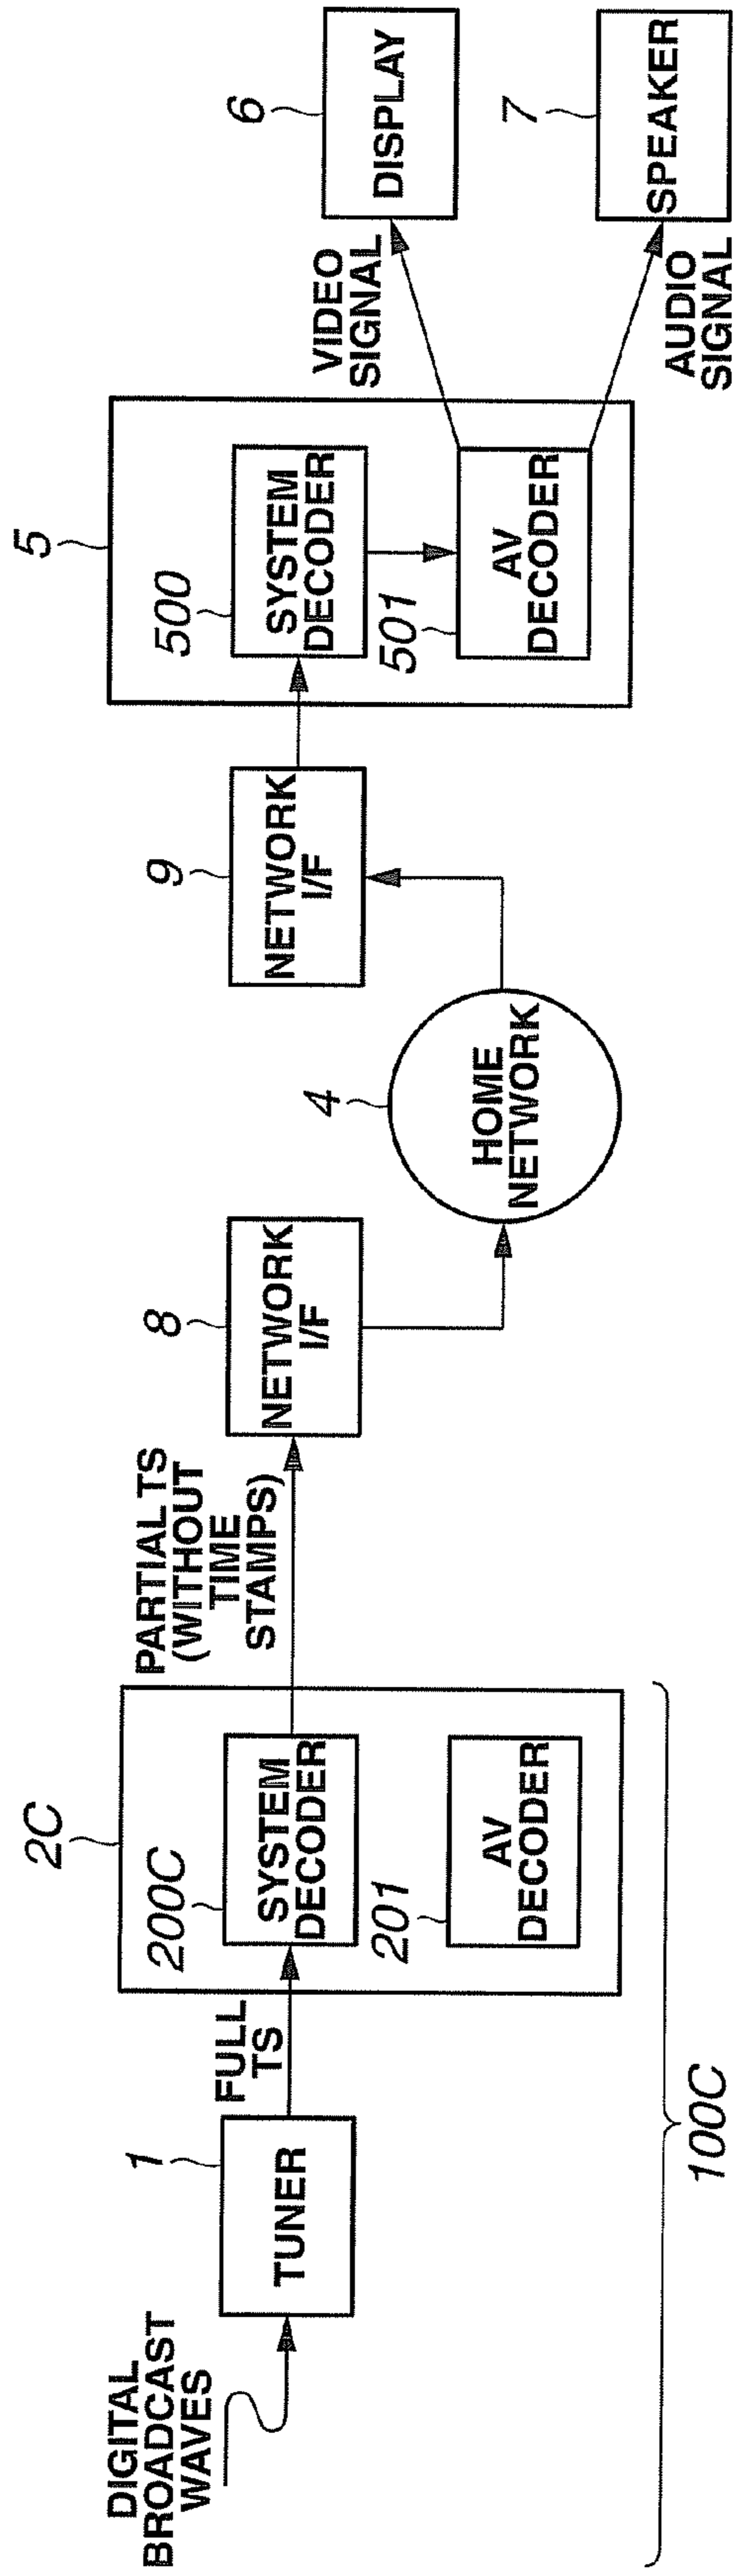 DIGITAL
BROADCAST
WAVES
1
TUNER
FULL
TS
2C
200C
SYSTEM
DECODER
201
AV
DECODER
100C
PARTIAL TS
(WITHOUT
TIME
STAMPS)
8
NETWORK
I/F
4
HOME
NETWORK
9
NETWORK
I/F
5
500
SYSTEM
DECODER
501
AV
DECODER
VIDEO
SIGNAL
6
DISPLAY
AUDIO
SIGNAL
7
SPEAKER